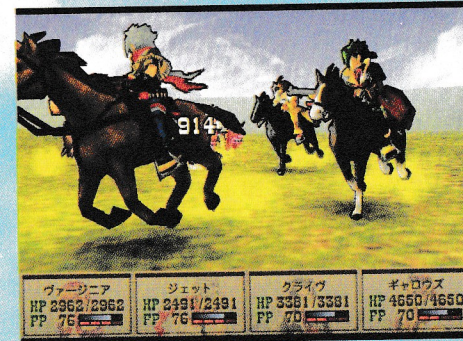 914
ヴァージニア
HP 2962/2962
FP 76
ジェット
HP 2491/2491
FP 76
クライヴ
HP 3381/3381
FP 70
ギャロウズ
HP 4650/4650
FP 70